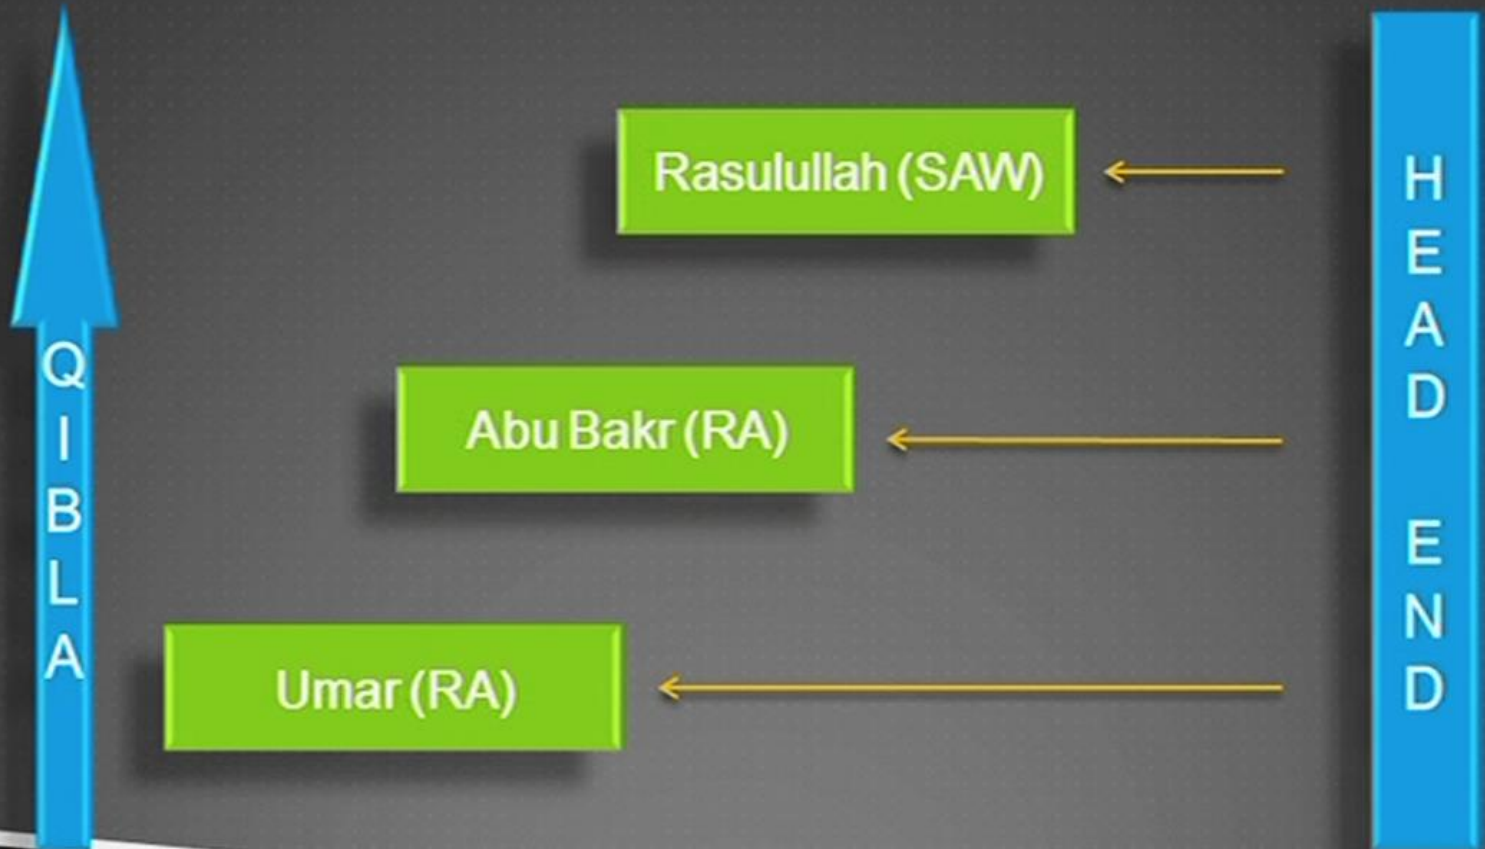 QIBLA
Rasulullah (SAW)
Abu Bakr (RA)
Umar (RA)
HEAD END